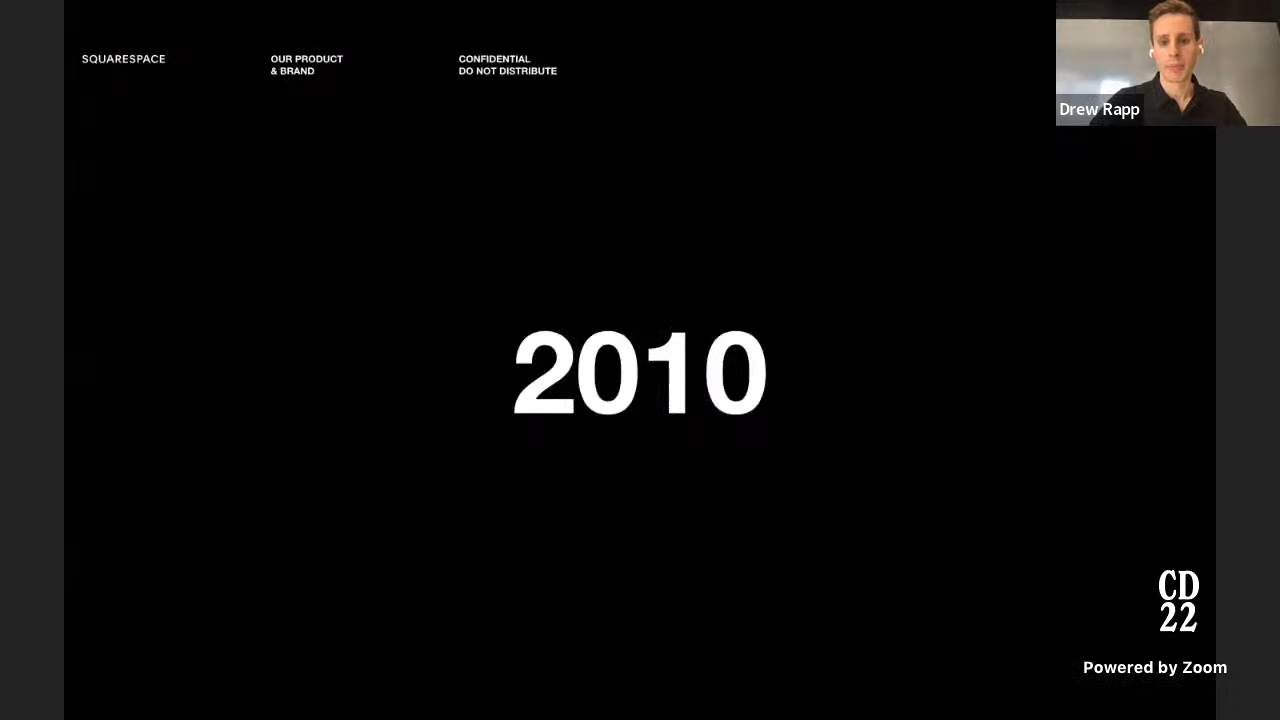 SQUARESPACE
OUR PRODUCT
& BRAND
CONFIDENTIAL
DO NOT DISTRIBUTE
Drew Rapp
2010
CD
22
Powered by Zoom